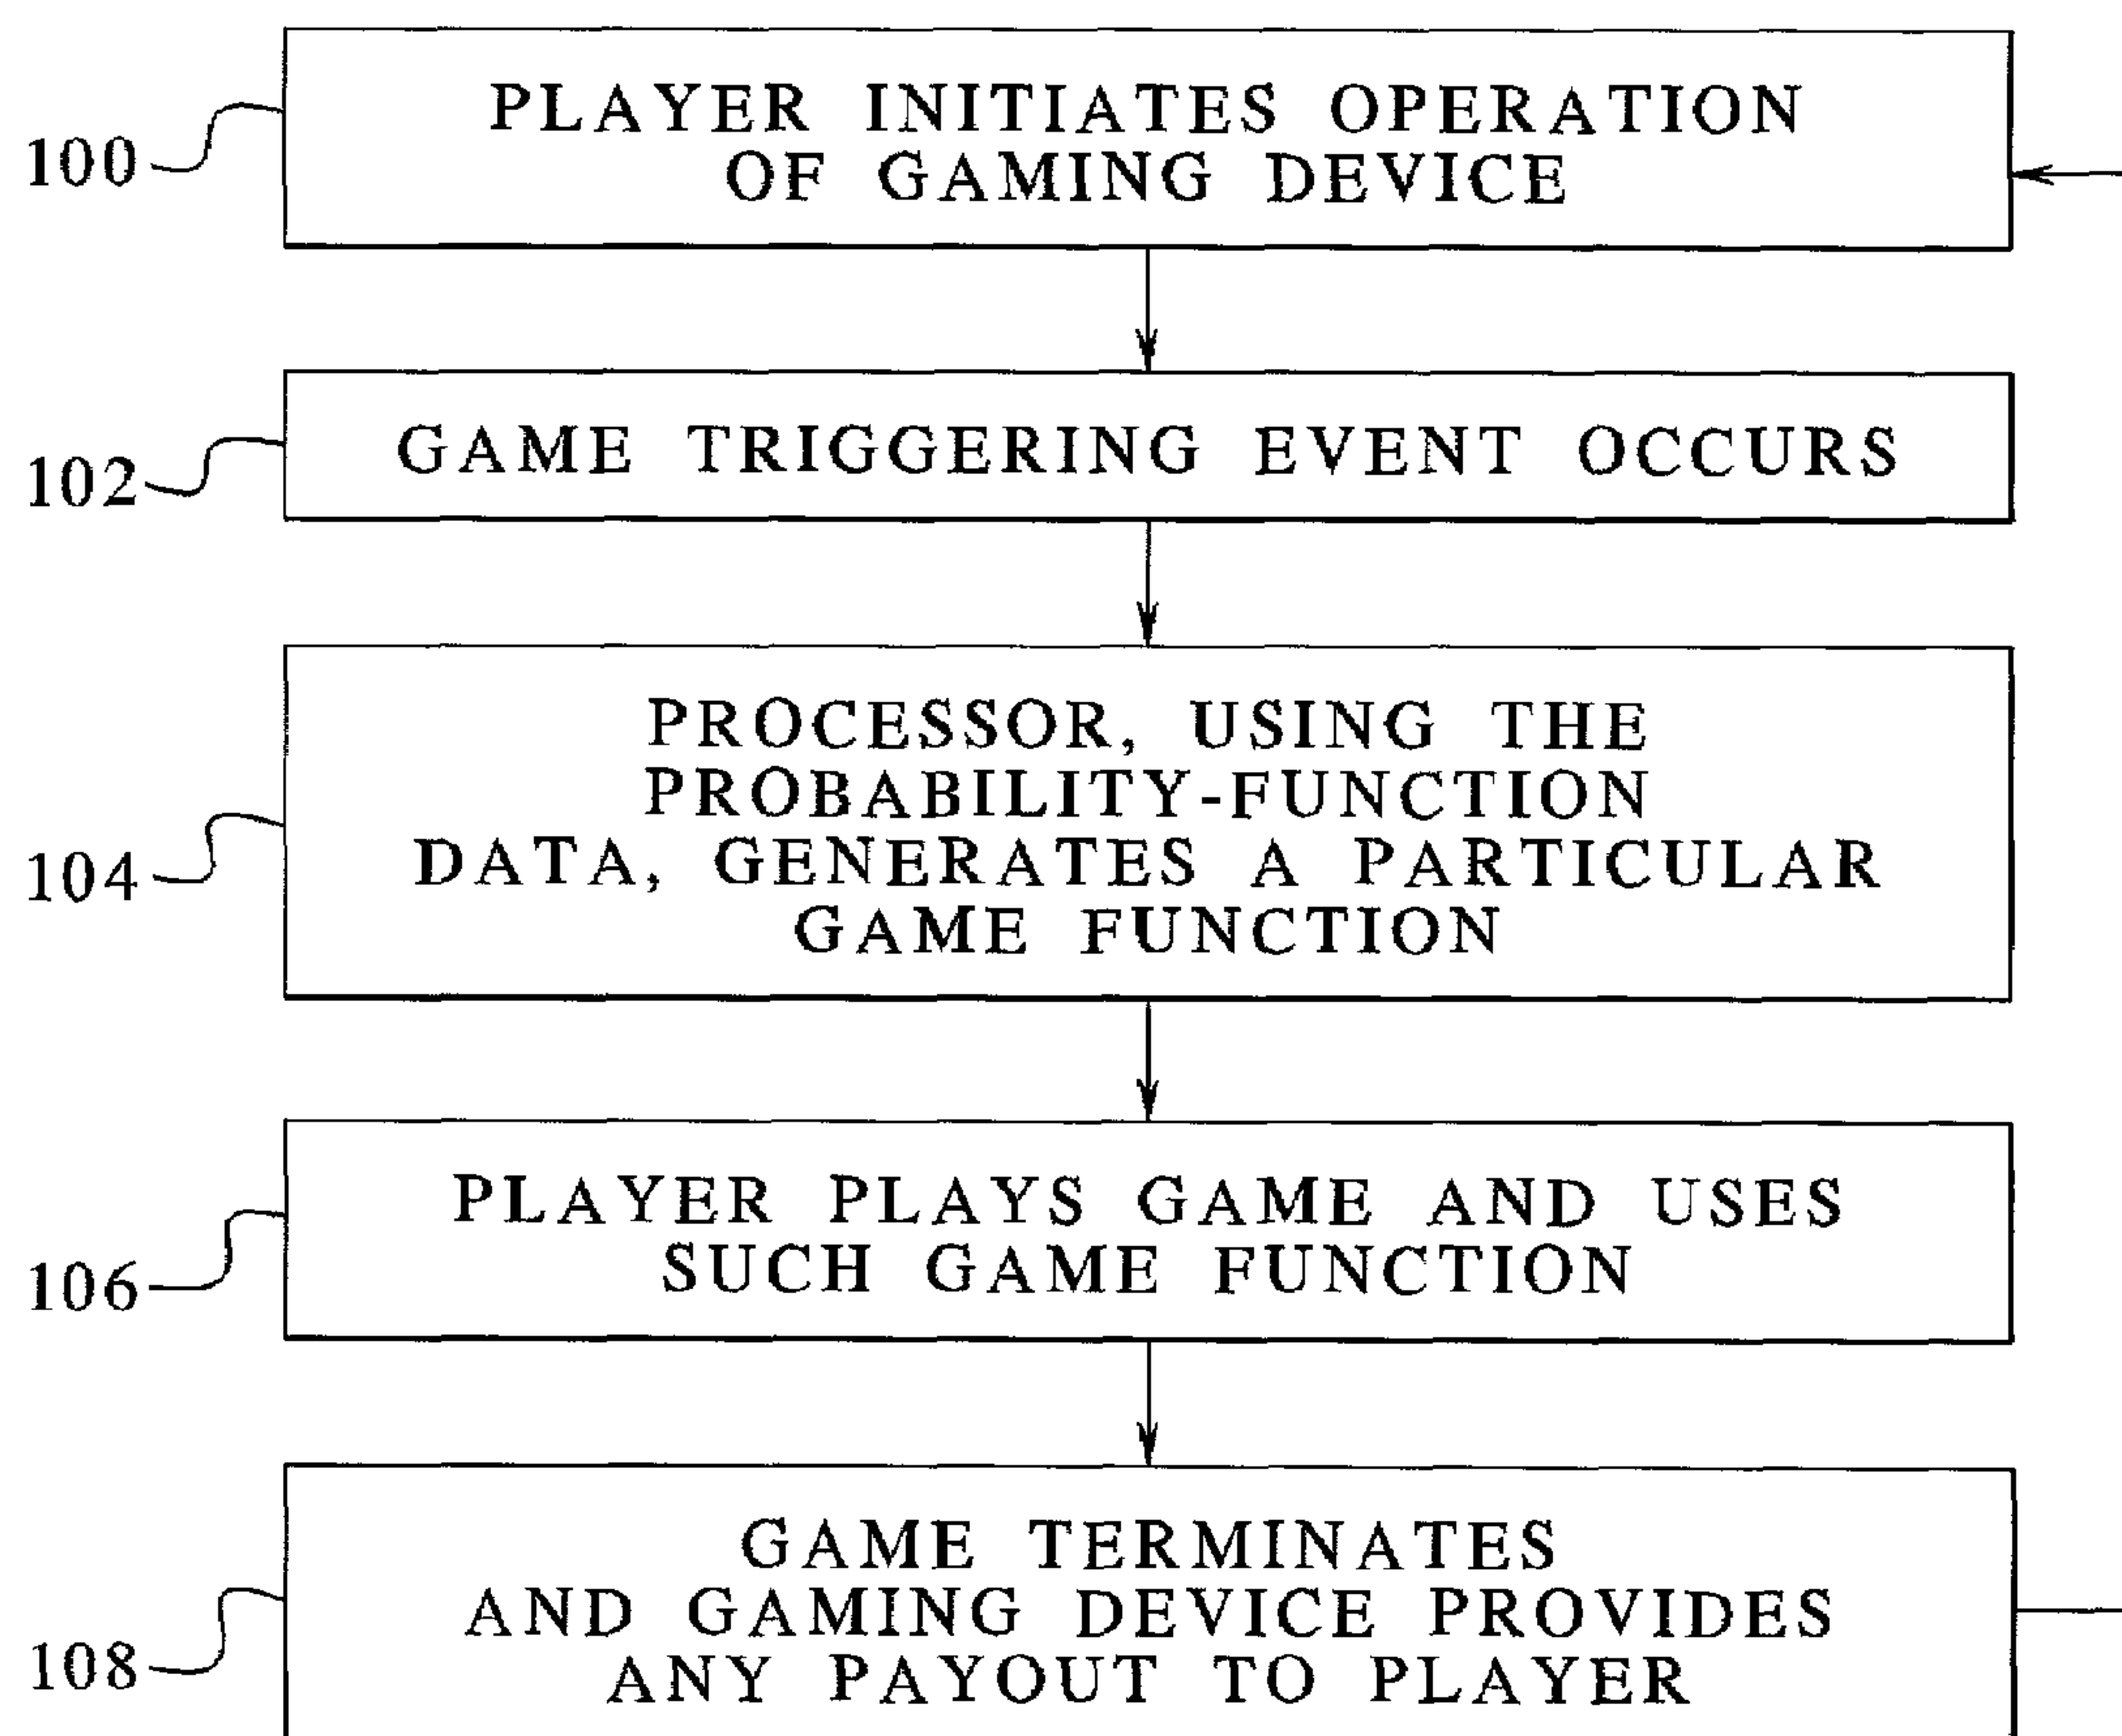 100
PLAYER INITIATES OPERATION
OF GAMING DEVICE
102
GAME TRIGGERING EVENT OCCURS
104
PROCESSOR, USING THE
PROBABILITY-FUNCTION
DATA, GENERATES A PARTICULAR
GAME FUNCTION
106
PLAYER PLAYS GAME AND USES
SUCH GAME FUNCTION
108
GAME TERMINATES
AND GAMING DEVICE PROVIDES
ANY PAYOUT TO PLAYER